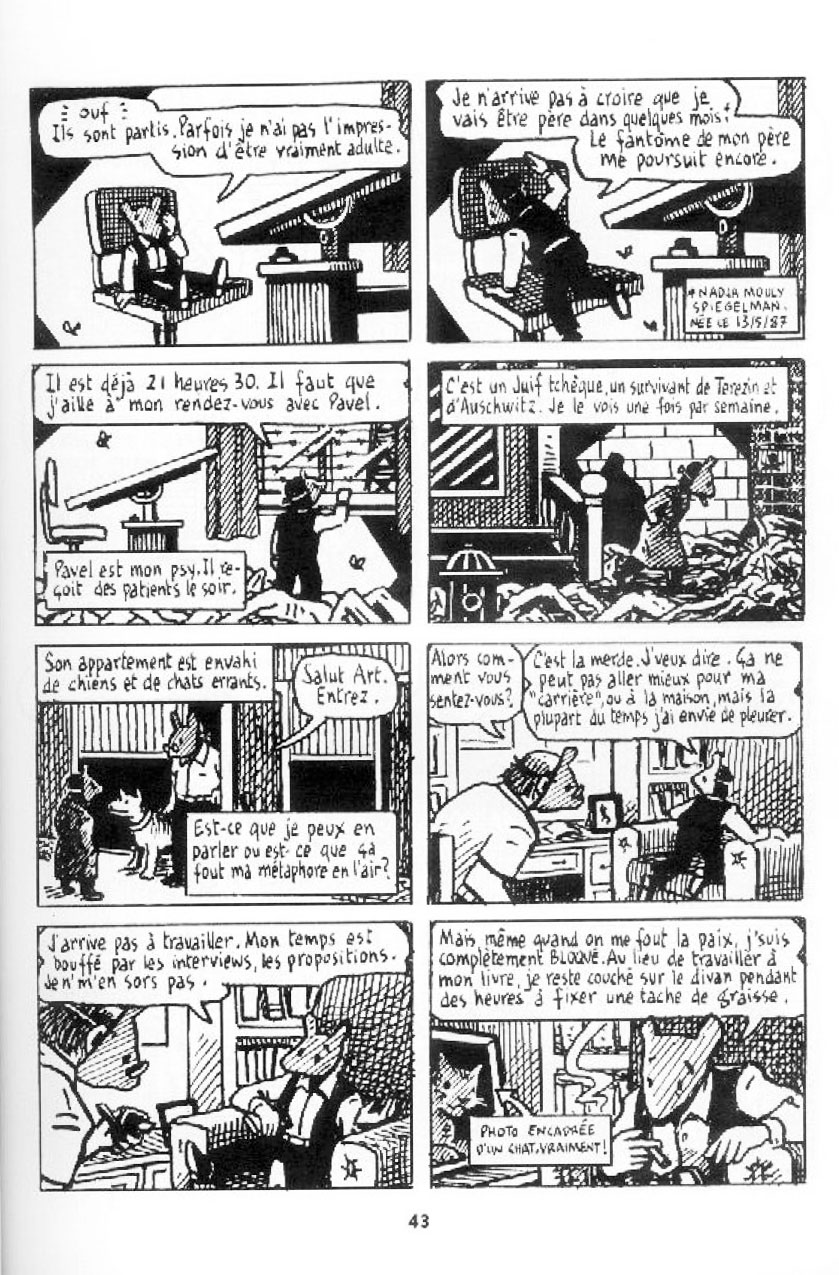 ouf
Ils sont partis. Parfois je n'ai pas l'impres-
sion d'être vraiment adulte.
Je n'arrive pas à croire que je
vais être père dans quelques mois*
Le fantôme de mon père
me poursuit encore.
* NADJA MOULY
SPIEGELMAN,
NÉE LE 13/5/87
Il est déjà 21 heures 30. Il faut que
j'aille à mon rendez-vous avec Pavel.
Pavel est mon psy. Il re-
çoit des patients le soir.
C'est un Juif tchèque, un survivant de Terezin et
d'Auschwitz. Je le vois une fois par semaine.
Son appartement est envahi
de chiens et de chats errants.
Salut Art.
Entrez.
Est-ce que je peux en
parler ou est-ce que ça
fout ma métaphore en l'air?
Alors com-
ment vous
sentez-vous?
C'est la merde. J'veux dire. Ça ne
peut pas aller mieux pour ma
"carrière", ou à la maison, mais la
plupart du temps j'ai envie de pleurer.
J'arrive pas à travailler. Mon temps est
bouffé par les interviews, les propositions.
Je n'm'en sors pas.
Mais même quand on me fout la paix, j'suis
complètement BLOQUÉ. Au lieu de travailler à
mon livre, je reste couché sur le divan pendant
des heures à fixer une tache de graisse.
PHOTO ENCADRÉE
D'UN CHAT, VRAIMENT!
43